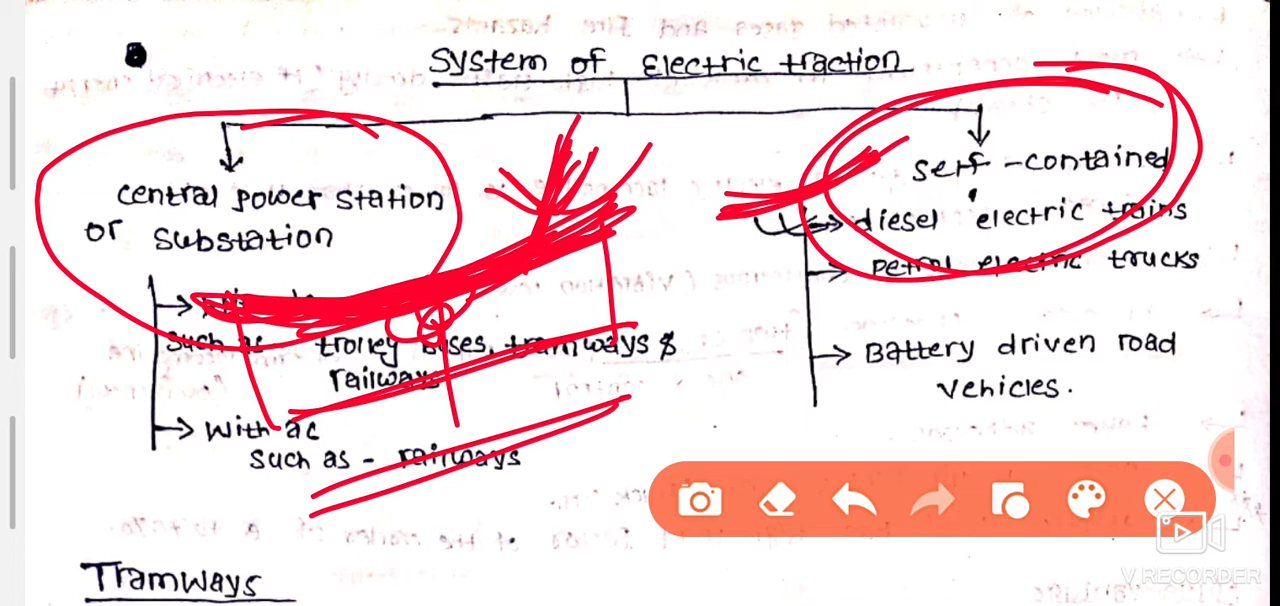 System of Electric traction
central power station
or substation
such as trolley buses, tramways &
railways
With ac
such as - railways
self-contained
diesel electric trains
petrol electric trucks
Battery driven road
vehicles.
Tramways
V RECORDER